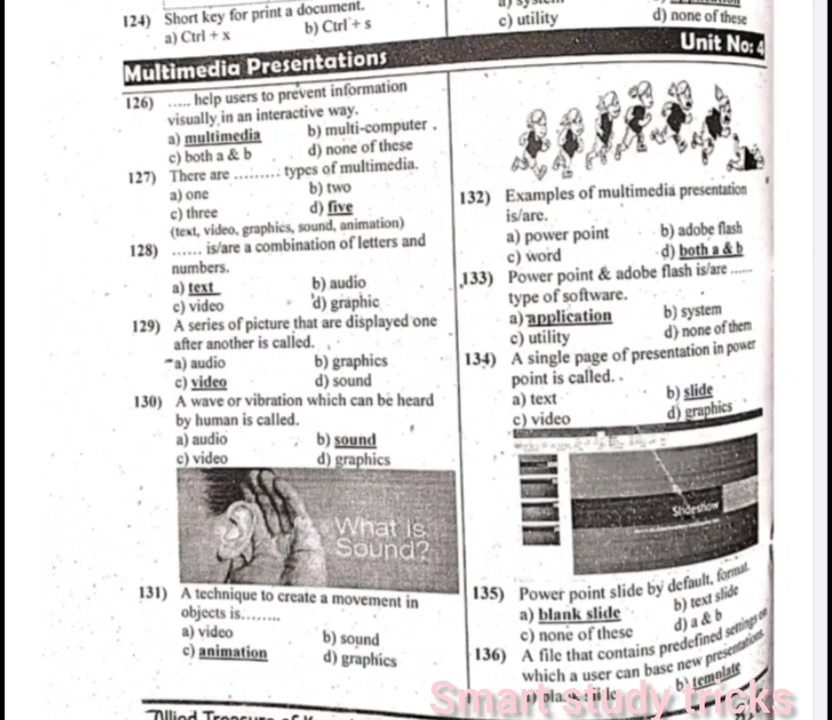 124) Short key for print a document.
a) Ctrl + x
b) Ctrl + s
c) utility
d) none of these
Multimedia Presentations
Unit No: 4
126) ..... help users to prevent information
visually in an interactive way.
a) multimedia
b) multi-computer .
c) both a & b
d) none of these
127) There are ......... types of multimedia.
a) one
b) two
c) three
d) five
(text, video, graphics, sound, animation)
128) ...... is/are a combination of letters and
numbers.
a) text
b) audio
c) video
d) graphic
129) A series of picture that are displayed one
after another is called.
a) audio
b) graphics
c) video
d) sound
130) A wave or vibration which can be heard
by human is called.
a) audio
b) sound
c) video
d) graphics
What is
Sound?
131) A technique to create a movement in
objects is........
a) video
b) sound
c) animation
d) graphics
132) Examples of multimedia presentation
is/are.
a) power point
b) adobe flash
c) word
d) both a & b
133) Power point & adobe flash is/are ......
type of software.
a) application
b) system
c) utility
d) none of them
134) A single page of presentation in power
point is called. .
a) text
b) slide
c) video
d) graphics
Slideshow
135) Power point slide by default, format.
a) blank slide
b) text slide
c) none of these
d) a & b
136) A file that contains predefined settings on
which a user can base new presentations.
b) template
Smart study tricks